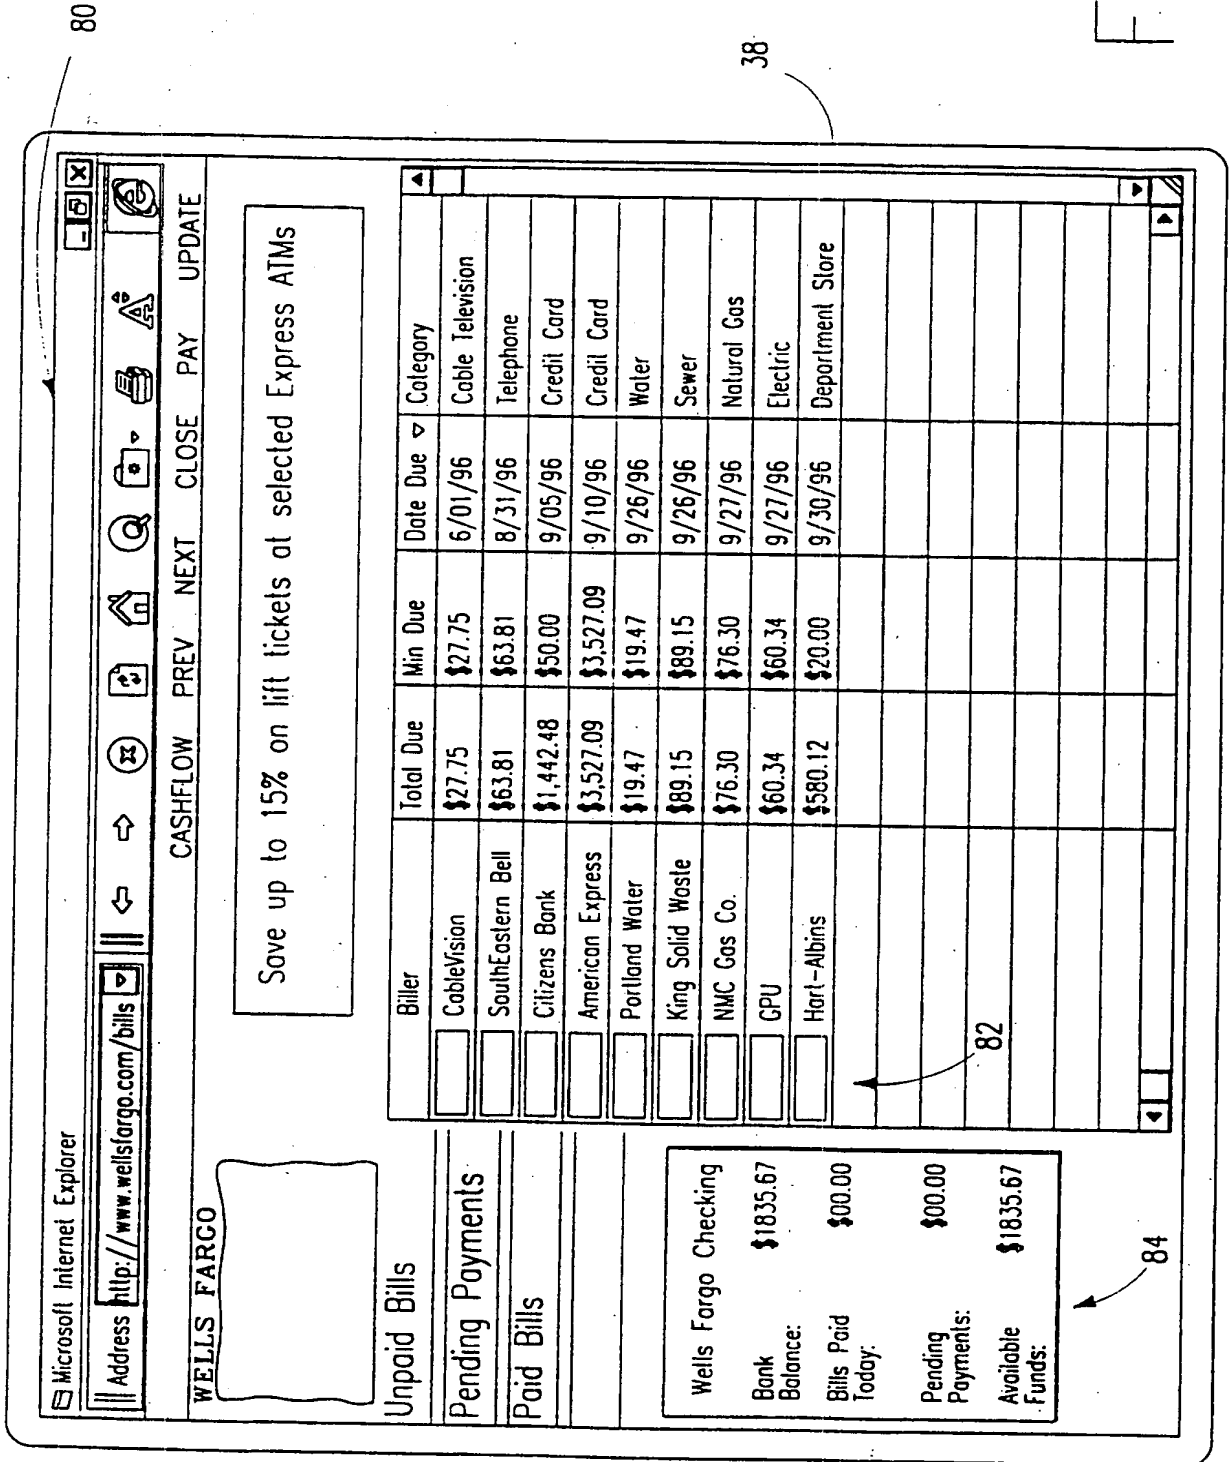 80
Microsoft Internet Explorer
Address http://www.wellsfargo.com/bills
WELLS FARGO
CASHFLOW PREV NEXT CLOSE PAY UPDATE
Save up to 15% on lift tickets at selected Express ATMs
Unpaid Bills
Pending Payments
Paid Bills
Biller Total Due Min Due Date Due Category
CableVision $27.75 $27.75 6/01/96 Cable Television
SouthEastern Bell $63.81 $63.81 8/31/96 Telephone
Citizens Bank $1,442.48 $50.00 9/05/96 Credit Card
American Express $3,527.09 $3,527.09 9/10/96 Credit Card
Portland Water $19.47 $19.47 9/26/96 Water
King Solid Waste $89.15 $89.15 9/26/96 Sewer
NMC Gas Co. $76.30 $76.30 9/27/96 Natural Gas
GPU $60.34 $60.34 9/27/96 Electric
Hart-Albins $580.12 $20.00 9/30/96 Department Store
82
Wells Fargo Checking
Bank
Balance: $1835.67
Bills Paid
Today: $00.00
Pending
Payments: $00.00
Available
Funds: $1835.67
84
38